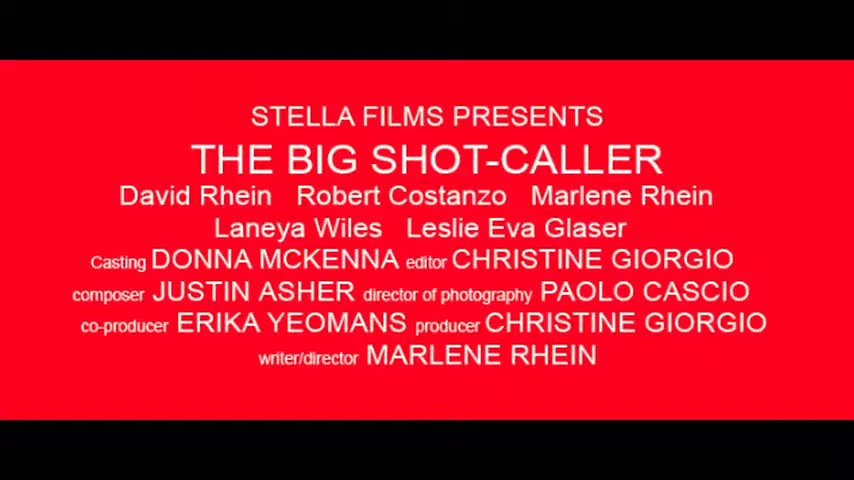 STELLA FILMS PRESENTS
THE BIG SHOT-CALLER
David Rhein Robert Costanzo Marlene Rhein
Laneya Wiles Leslie Eva Glaser
Casting DONNA MCKENNA editor CHRISTINE GIORGIO
composer JUSTIN ASHER director of photography PAOLO CASCIO
co-producer ERIKA YEOMANS producer CHRISTINE GIORGIO
writer/director MARLENE RHEIN